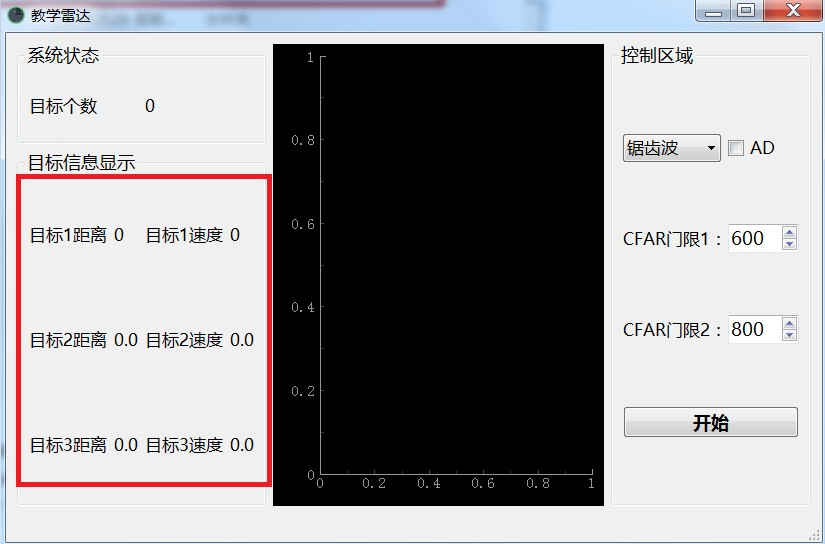 教学雷达
系统状态
目标个数 0
目标信息显示
目标1距离 0 目标1速度 0
目标2距离 0.0 目标2速度 0.0
目标3距离 0.0 目标3速度 0.0
1
0.8
0.6
0.4
0.2
0
0 0.2 0.4 0.6 0.8 1
控制区域
锯齿波 AD
CFAR门限1： 600
CFAR门限2： 800
开始